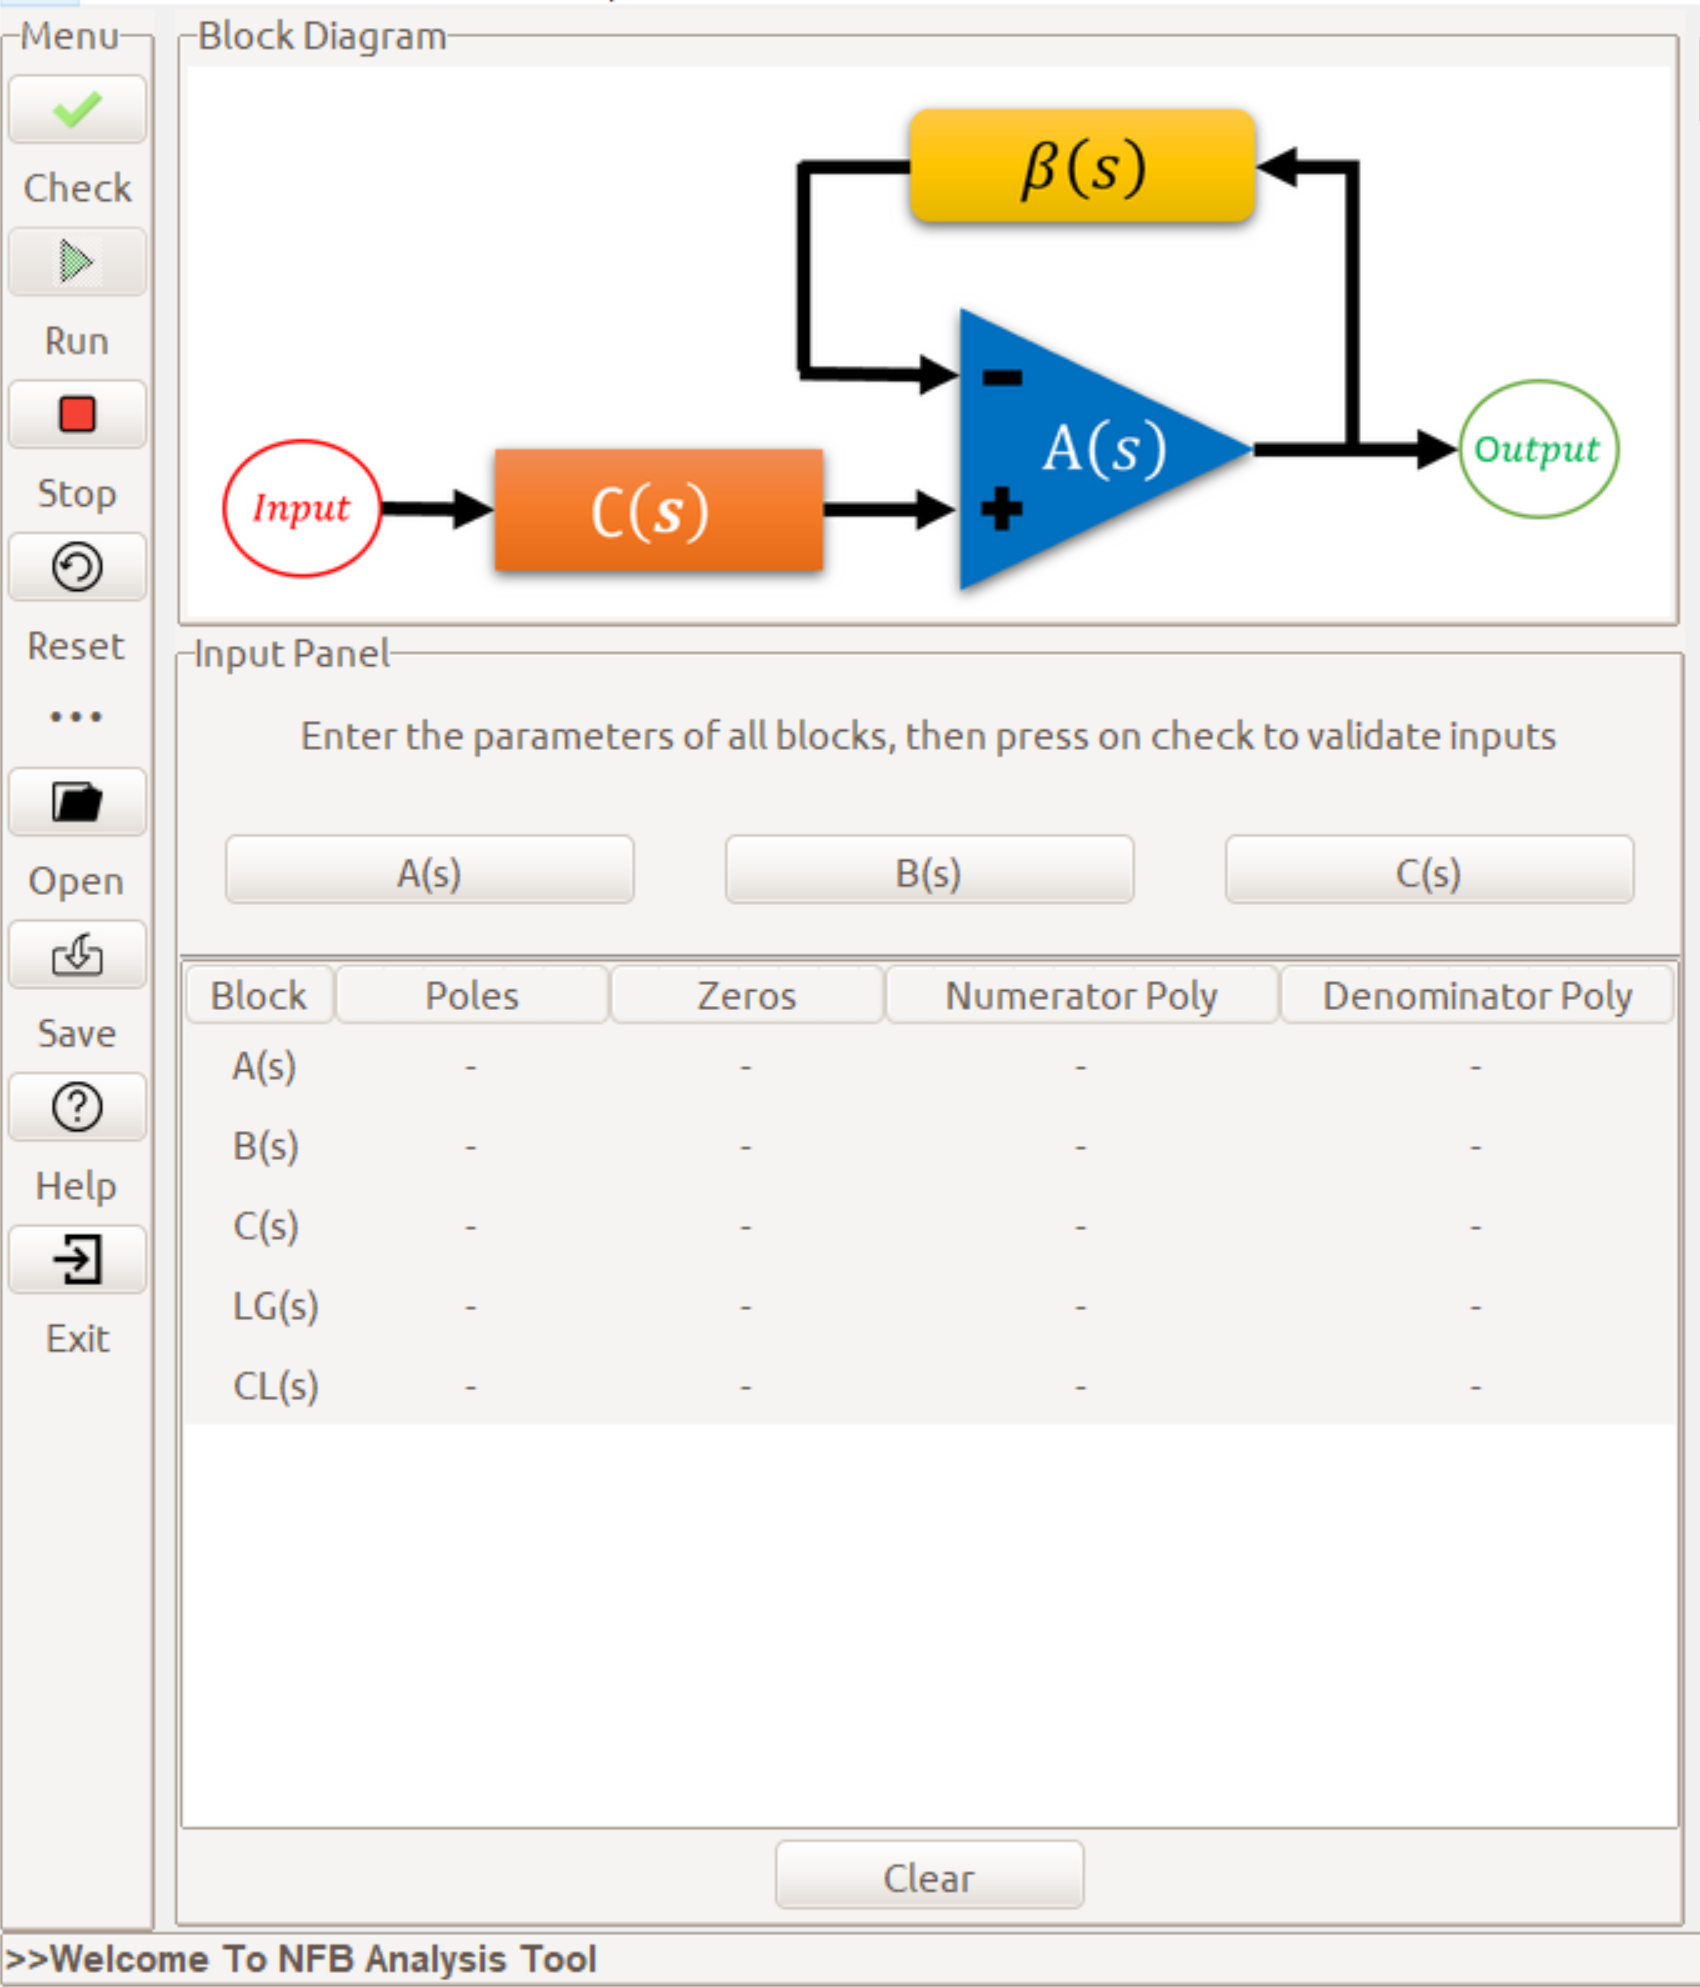 Menu
Check
Run
Stop
Reset
...
Open
Save
Help
Exit
Block Diagram
β(s)
A(s)
Output
Input
C(s)
Input Panel
Enter the parameters of all blocks, then press on check to validate inputs
A(s) B(s) C(s)
Block Poles Zeros Numerator Poly Denominator Poly
A(s) - - - -
B(s) - - - -
C(s) - - - -
LG(s) - - - -
CL(s) - - - -
Clear
>>Welcome To NFB Analysis Tool